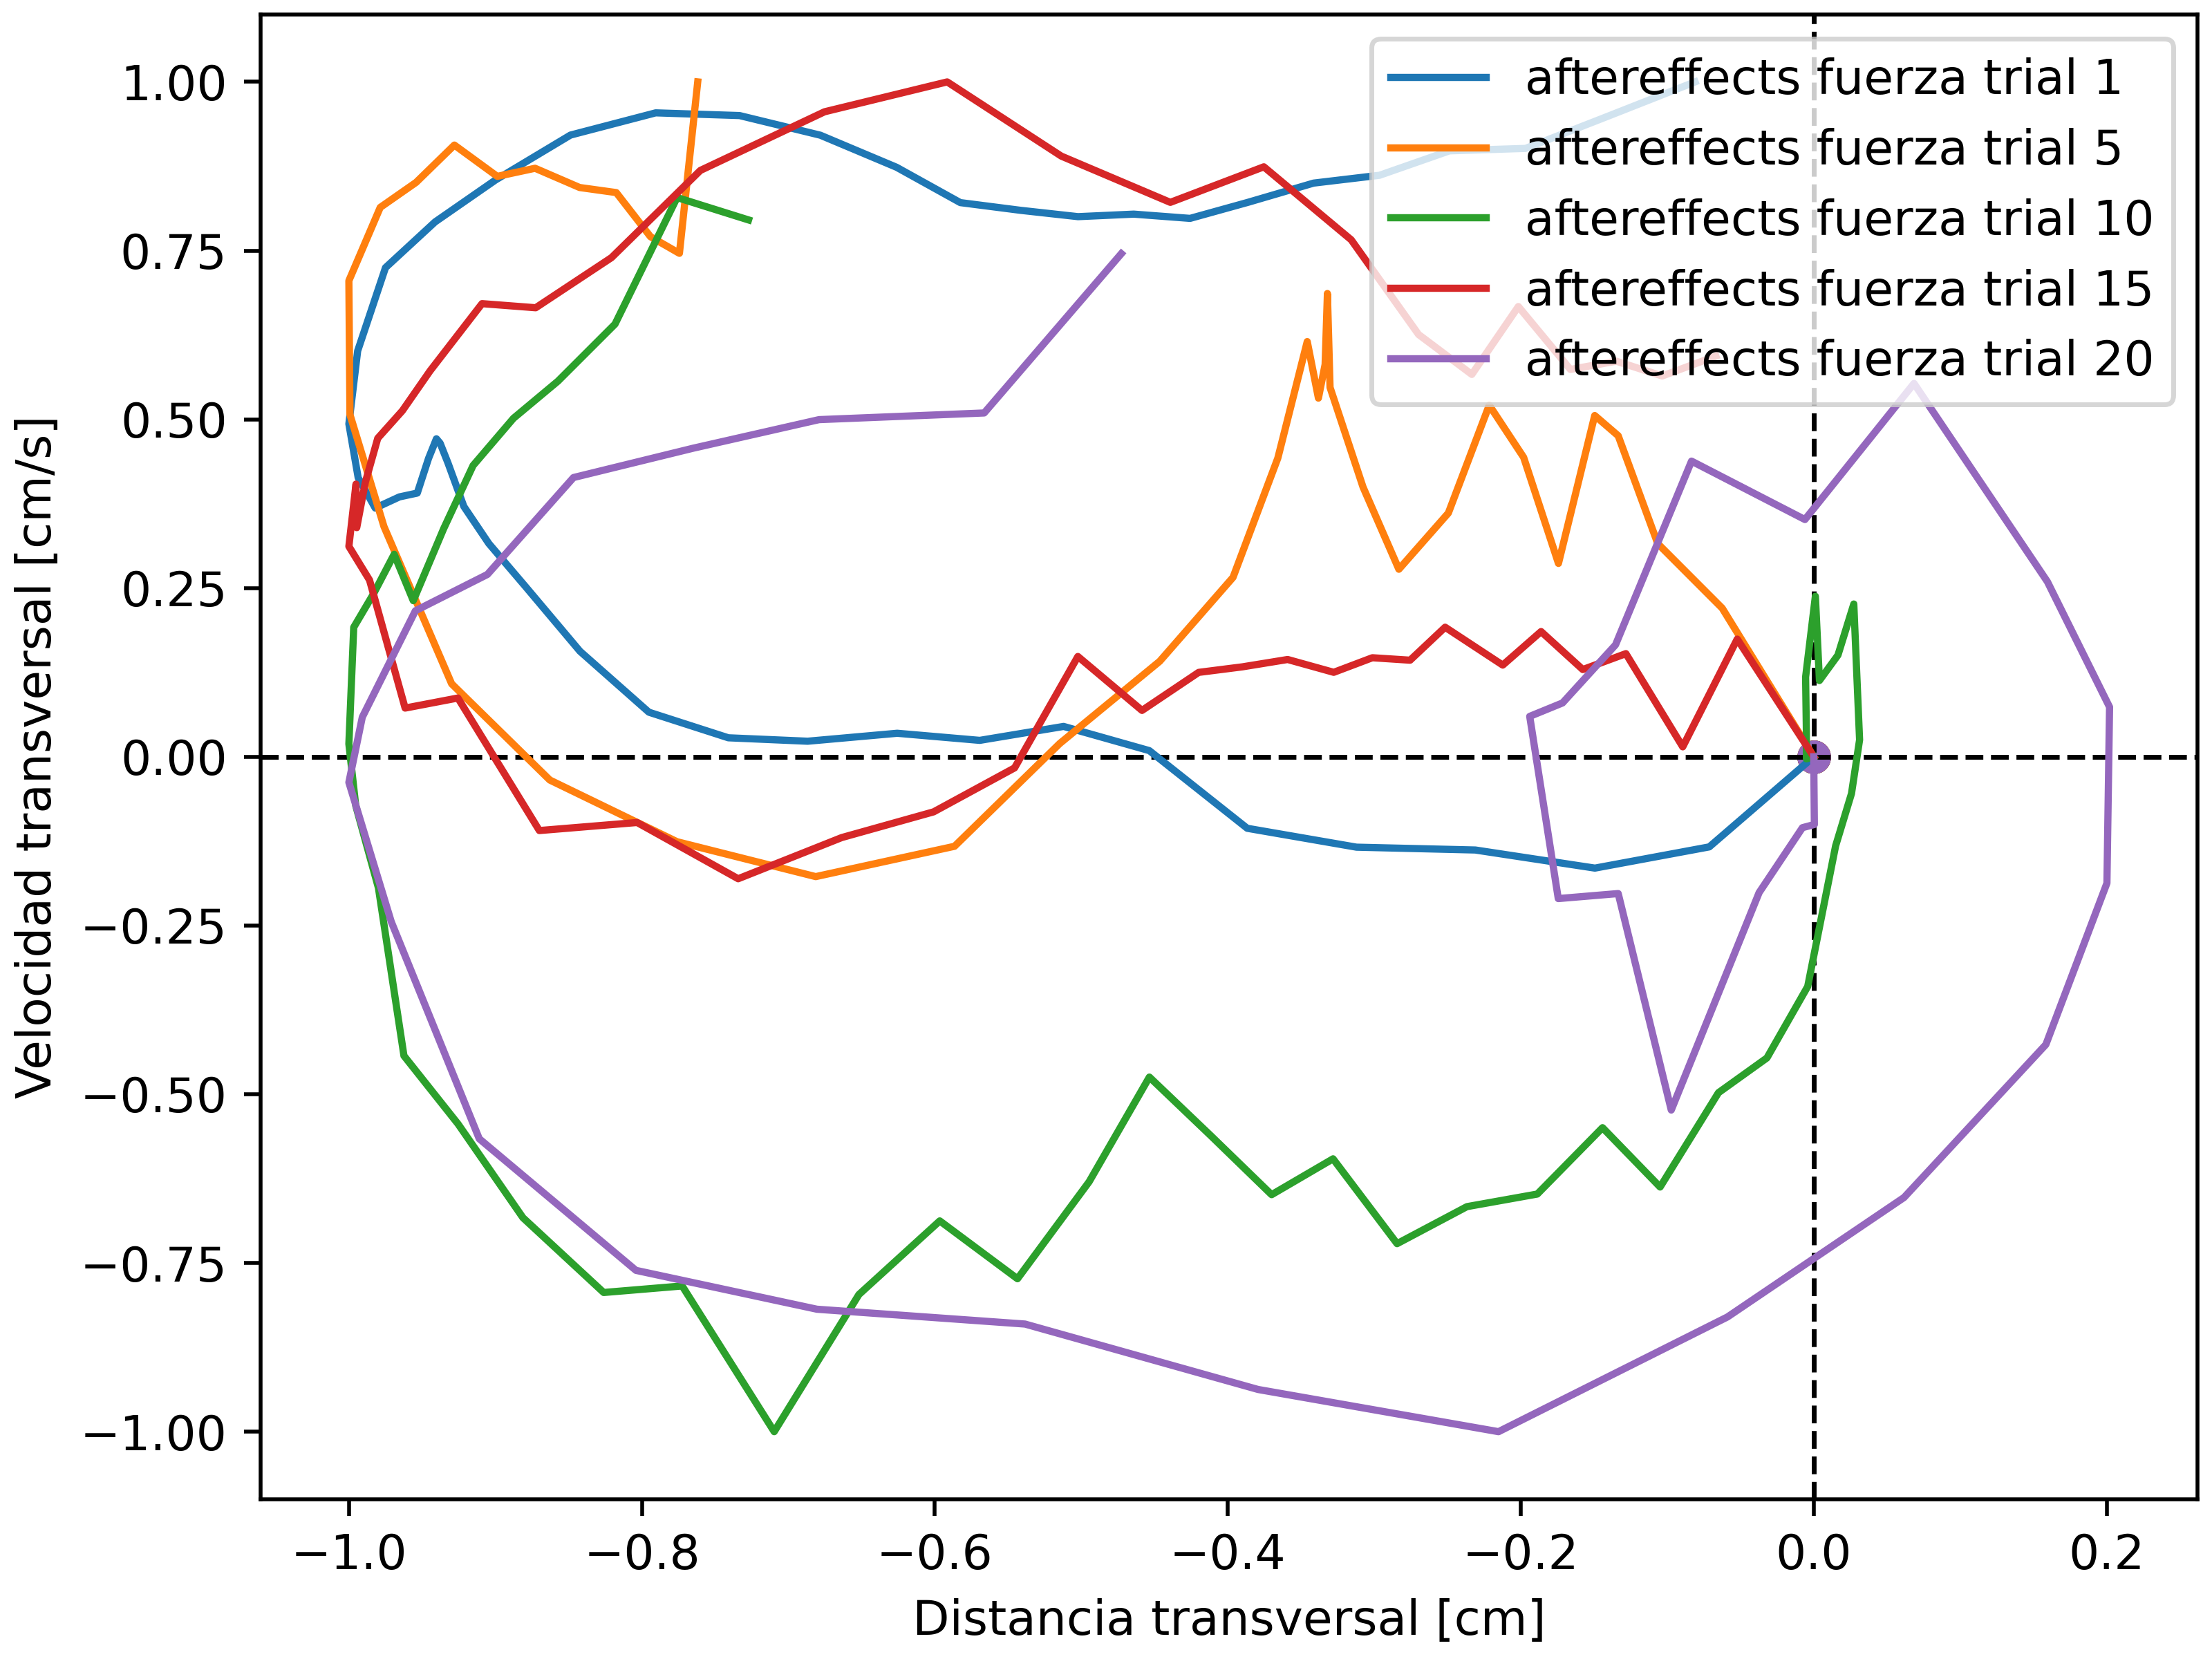 aftereffects fuerza trial 1
aftereffects fuerza trial 5
aftereffects fuerza trial 10
aftereffects fuerza trial 15
aftereffects fuerza trial 20
Velocidad transversal [cm/s]
1.00
0.75
0.50
0.25
0.00
−0.25
−0.50
−0.75
−1.00
−1.0 −0.8 −0.6 −0.4 −0.2 0.0 0.2
Distancia transversal [cm]